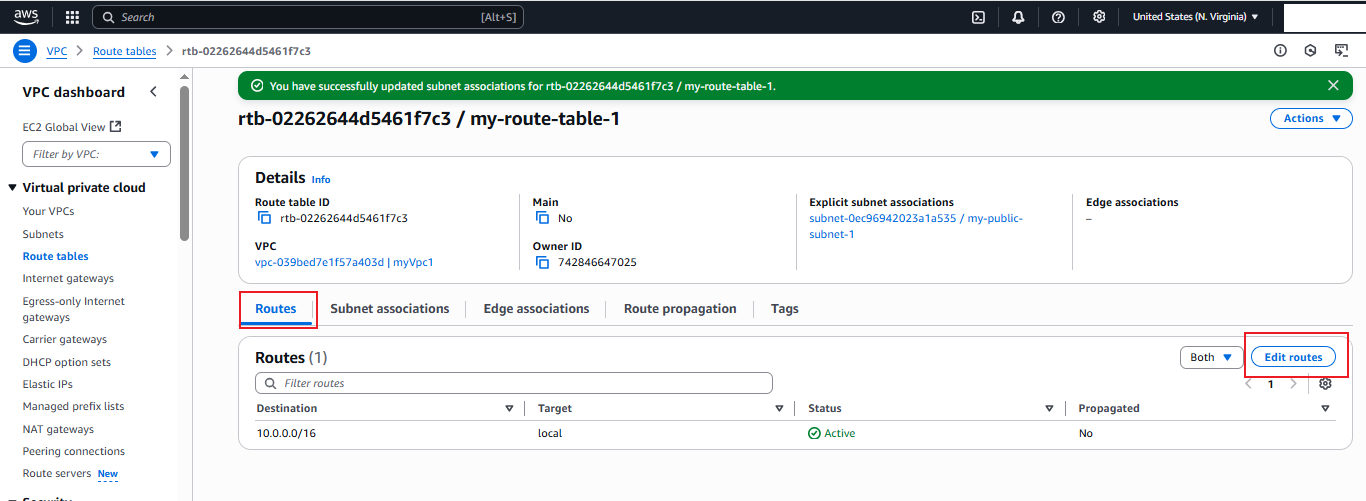 aws
Search [Alt+S]
United States (N. Virginia)
VPC > Route tables > rtb-02262644d5461f7c3
VPC dashboard
EC2 Global View
Filter by VPC:
Virtual private cloud
Your VPCs
Subnets
Route tables
Internet gateways
Egress-only Internet
gateways
Carrier gateways
DHCP option sets
Elastic IPs
Managed prefix lists
NAT gateways
Peering connections
Route servers New
Security
You have successfully updated subnet associations for rtb-02262644d5461f7c3 / my-route-table-1.
rtb-02262644d5461f7c3 / my-route-table-1
Actions
Details Info
Route table ID
rtb-02262644d5461f7c3
Main
No
Explicit subnet associations
subnet-0ec96942023a1a535 / my-public-
subnet-1
Edge associations
–
VPC
vpc-039bed7e1f57a403d | myVpc1
Owner ID
742846647025
Routes Subnet associations Edge associations Route propagation Tags
Routes (1)
Both Edit routes
Filter routes
1
Destination Target Status Propagated
10.0.0.0/16 local Active No